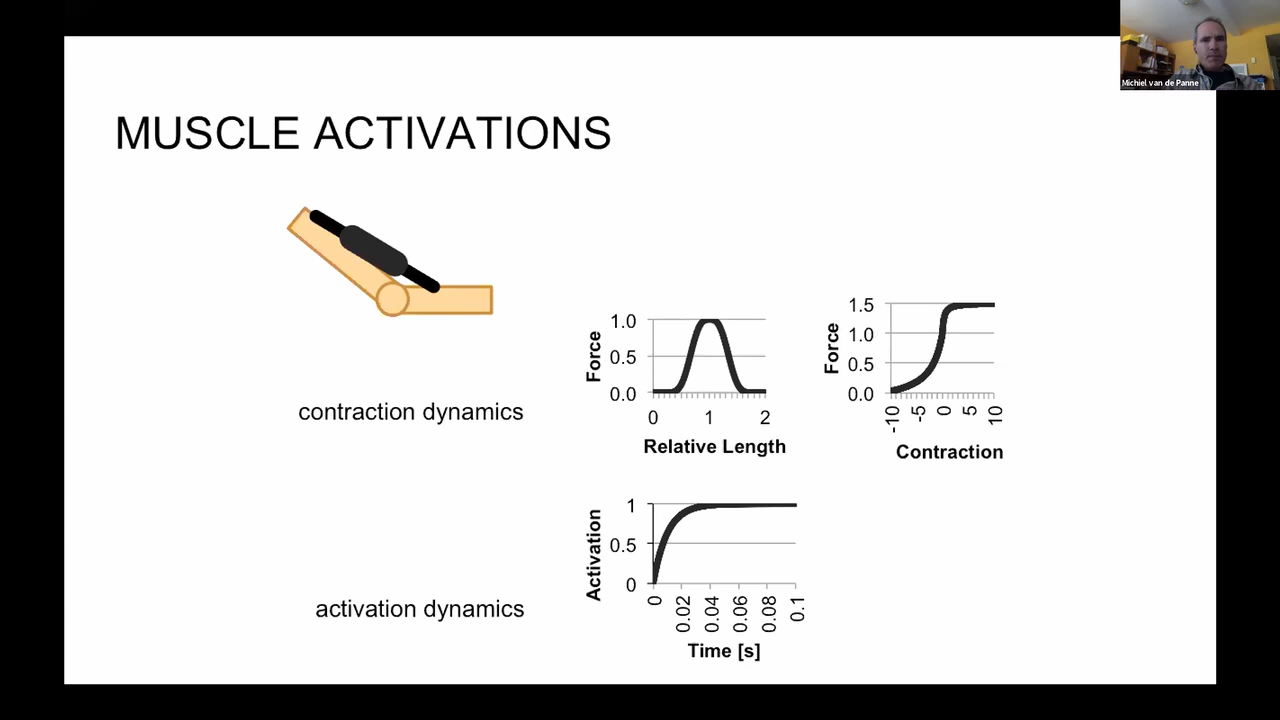 Michiel van de Panne
MUSCLE ACTIVATIONS
contraction dynamics
Force
1.0
0.5
0.0
0 1 2
Relative Length
Force
1.5
1.0
0.5
0.0
-10 -5 0 5 10
Contraction
activation dynamics
Activation
1
0.5
0
0 0.02 0.04 0.06 0.08 0.1
Time [s]